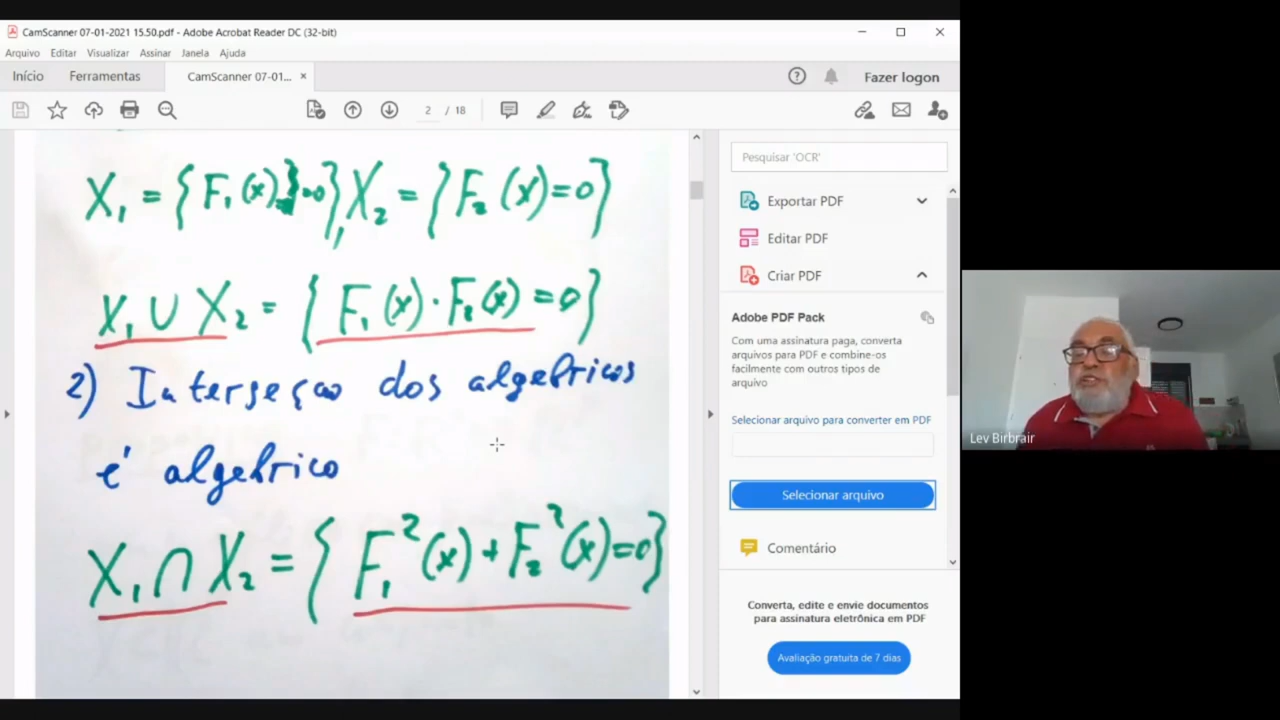 CamScanner 07-01-2021 15.50.pdf - Adobe Acrobat Reader DC (32-bit)
Arquivo Editar Visualizar Assinar Janela Ajuda
Início Ferramentas CamScanner 07-01... × Fazer logon
2 / 18
X₁ = {F₁(x)=0}, X₂ = {F₂(x)=0}
X₁ ∪ X₂ = {F₁(x)·F₂(x)=0}
2) Interseção dos algebricos
é algebrico
X₁ ∩ X₂ = {F₁²(x)+F₂²(x)=0}
Pesquisar 'OCR'
Exportar PDF
Editar PDF
Criar PDF
Adobe PDF Pack
Com uma assinatura paga, converta
arquivos para PDF e combine-os
facilmente com outros tipos de
arquivo
Selecionar arquivo para converter em PDF
Selecionar arquivo
Comentário
Converta, edite e envie documentos
para assinatura eletrônica em PDF
Avaliação gratuita de 7 dias
Lev Birbrair